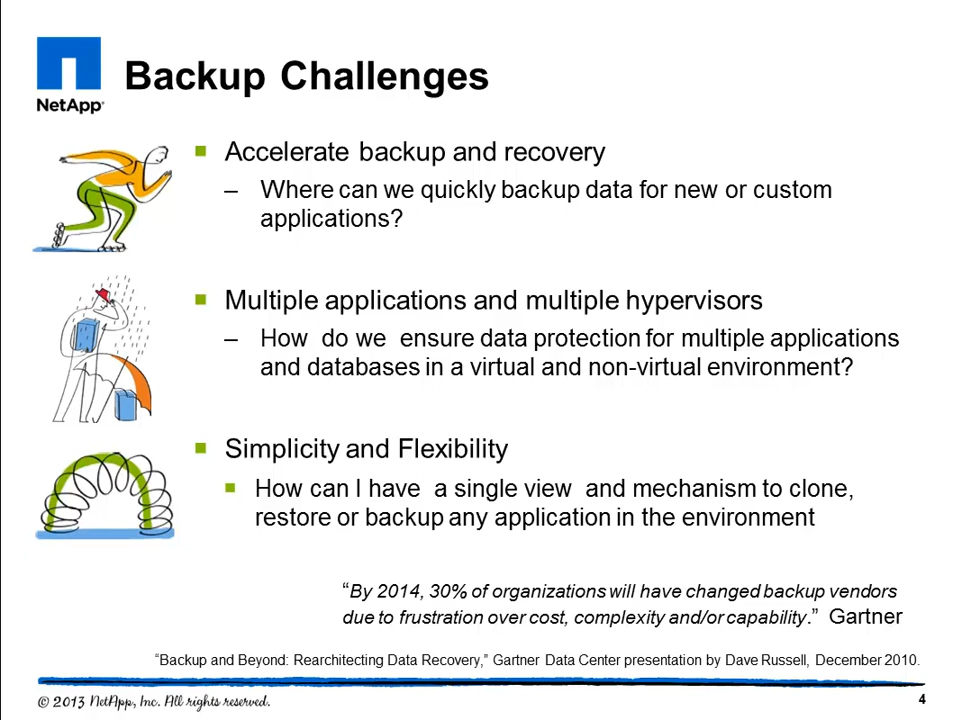 NetApp
Backup Challenges
Accelerate backup and recovery
– Where can we quickly backup data for new or custom
applications?
Multiple applications and multiple hypervisors
– How do we ensure data protection for multiple applications
and databases in a virtual and non-virtual environment?
Simplicity and Flexibility
How can I have a single view and mechanism to clone,
restore or backup any application in the environment
“By 2014, 30% of organizations will have changed backup vendors
due to frustration over cost, complexity and/or capability.” Gartner
“Backup and Beyond: Rearchitecting Data Recovery,” Gartner Data Center presentation by Dave Russell, December 2010.
© 2013 NetApp, Inc. All rights reserved.
4